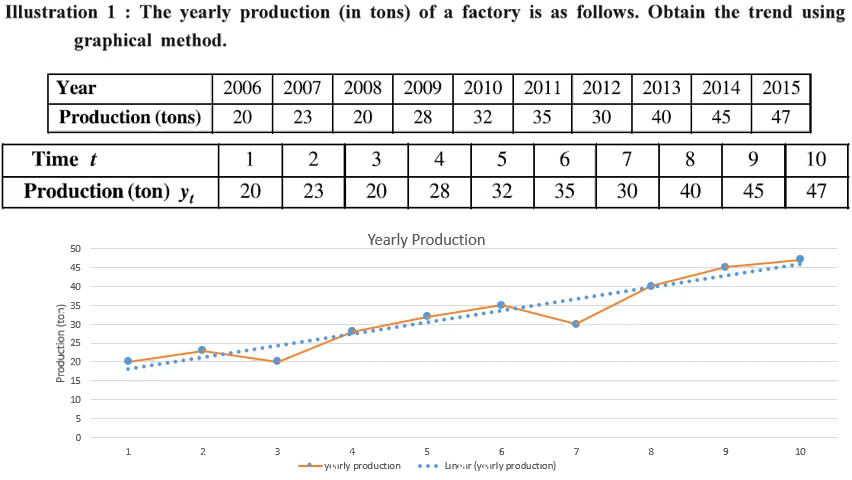 Illustration 1 : The yearly production (in tons) of a factory is as follows. Obtain the trend using
graphical method.
Year 2006 2007 2008 2009 2010 2011 2012 2013 2014 2015
Production (tons) 20 23 20 28 32 35 30 40 45 47
Time t 1 2 3 4 5 6 7 8 9 10
Production (ton) yt 20 23 20 28 32 35 30 40 45 47
Yearly Production
50
45
40
35
30
25
20
15
10
5
0
Production (ton)
1 2 3 4 5 6 7 8 9 10
yearly production Linear (yearly production)